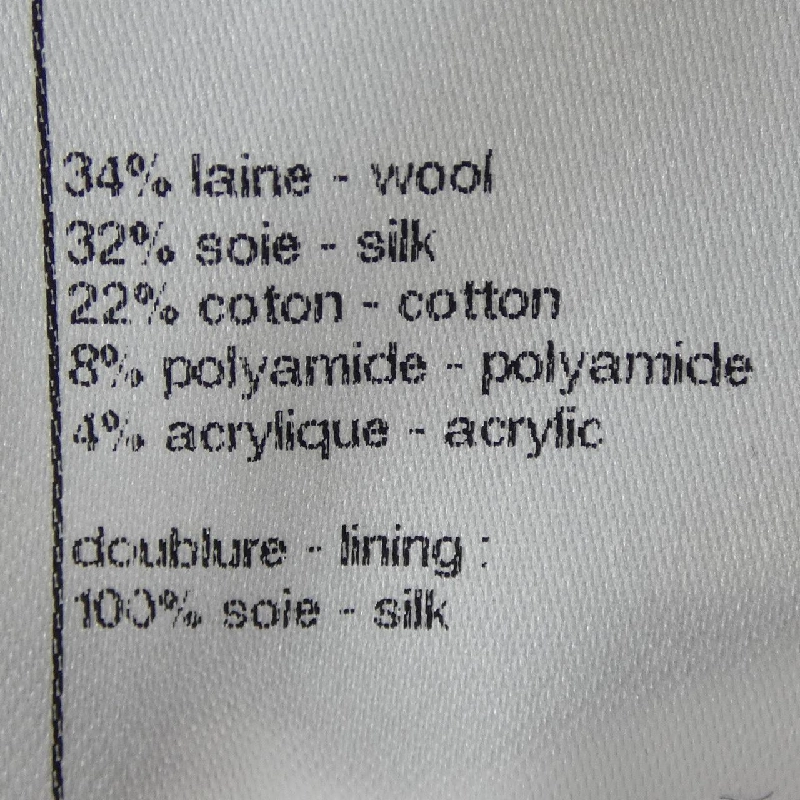 34% laine - wool
32% soie - silk
22% coton - cotton
8% polyamide - polyamide
4% acrylique - acrylic
doublure - lining :
100% soie - silk